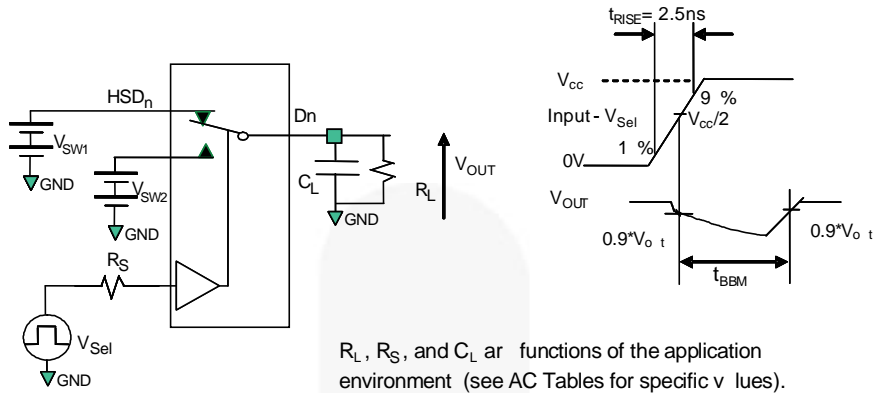 tRISE= 2.5ns
Vcc
9 %
Input - VSel
Vcc/2
1 %
0V
VOUT
0.9*Vo t
0.9*Vo t
tBBM
HSDn
Dn
VSW1
GND
VSW2
GND
CL
RL
VOUT
GND
RS
VSel
GND
RL , RS, and CL ar functions of the application
environment (see AC Tables for specific v lues).